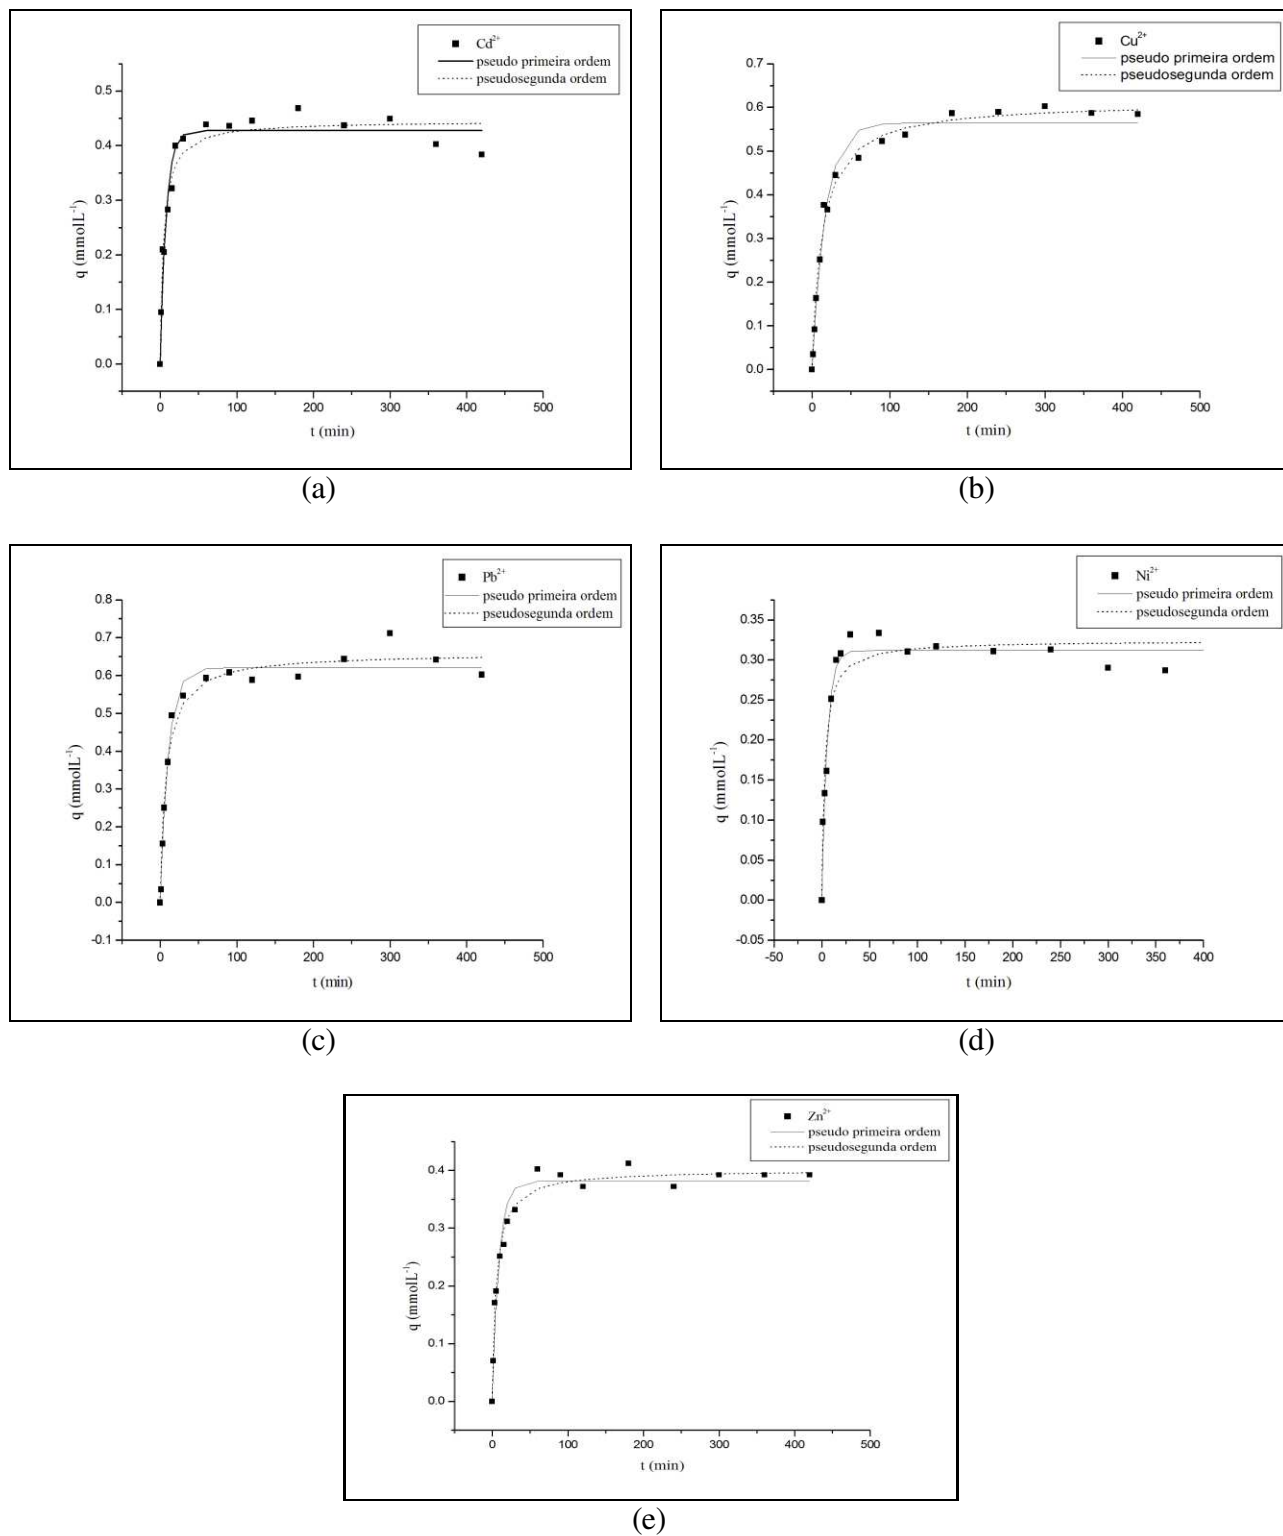 Cd²⁺
pseudo primeira ordem
pseudosegunda ordem
0.5
0.4
0.3
0.2
0.1
0.0
q (mmolL⁻¹)
0 100 200 300 400 500
t (min)
(a)
Cu²⁺
pseudo primeira ordem
pseudosegunda ordem
0.7
0.6
0.5
0.4
0.3
0.2
0.1
0.0
q (mmolL⁻¹)
0 100 200 300 400 500
t (min)
(b)
Pb²⁺
pseudo primeira ordem
pseudosegunda ordem
0.8
0.7
0.6
0.5
0.4
0.3
0.2
0.1
0.0
-0.1
q (mmolL⁻¹)
0 100 200 300 400 500
t (min)
(c)
Ni²⁺
pseudo primeira ordem
pseudosegunda ordem
0.35
0.30
0.25
0.20
0.15
0.10
0.05
0.00
-0.05
q (mmolL⁻¹)
-50 0 50 100 150 200 250 300 350 400
t (min)
(d)
Zn²⁺
pseudo primeira ordem
pseudosegunda ordem
0.4
0.3
0.2
0.1
0.0
q (mmolL⁻¹)
0 100 200 300 400 500
t (min)
(e)